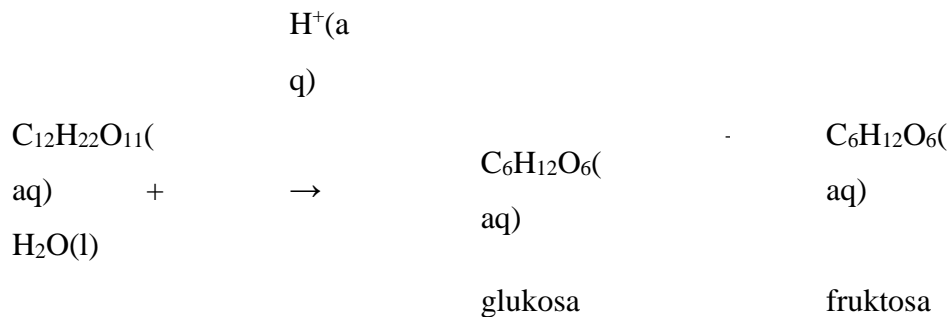 H⁺(a
q)
C₁₂H₂₂O₁₁(
aq) + →
H₂O(l)
C₆H₁₂O₆(
aq)
glukosa
-
C₆H₁₂O₆(
aq)
fruktosa